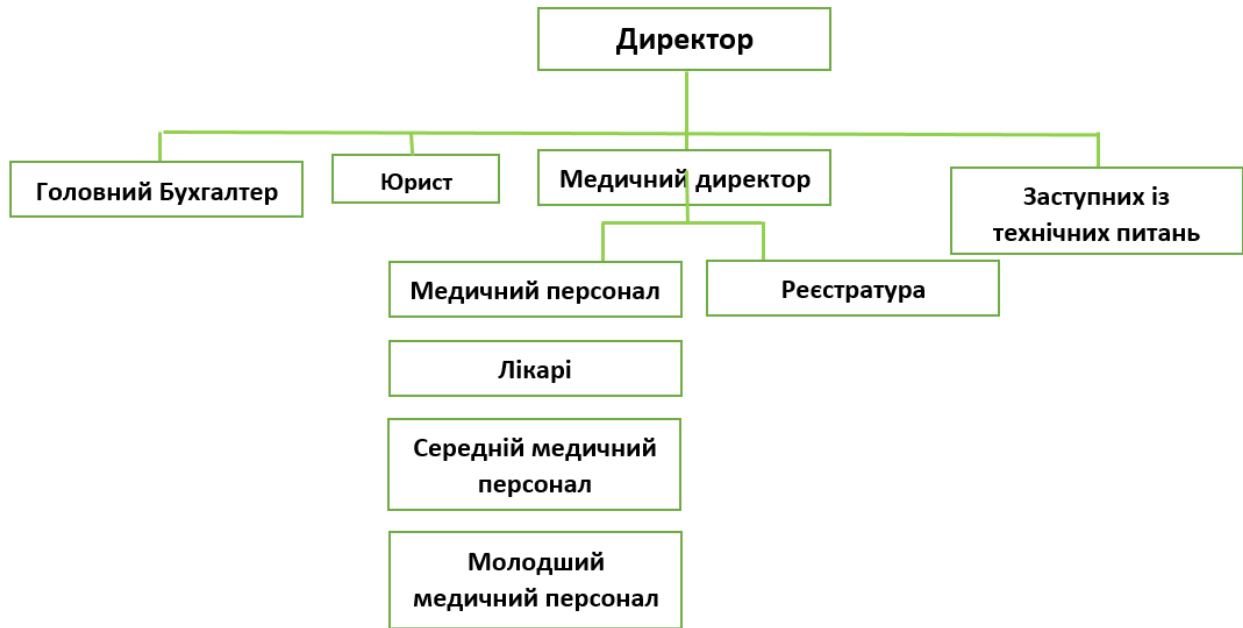 Директор
Головний Бухгалтер
Юрист
Медичний директор
Заступних із
технічних питань
Медичний персонал
Реєстратура
Лікарі
Середній медичний
персонал
Молодший
медичний персонал